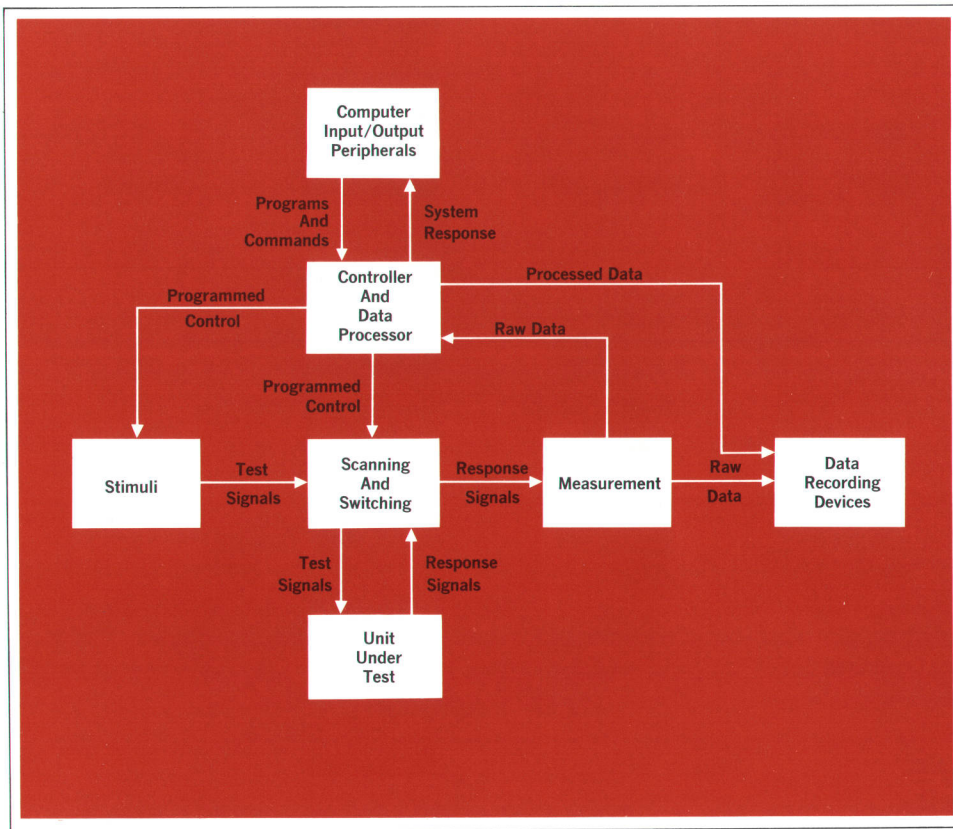 Computer
Input/Output
Peripherals
Programs
And
Commands
System
Response
Controller
And
Data
Processor
Processed Data
Programmed
Control
Raw Data
Programmed
Control
Stimuli
Test
Signals
Scanning
And
Switching
Response
Signals
Measurement
Raw
Data
Data
Recording
Devices
Test
Signals
Response
Signals
Unit
Under
Test